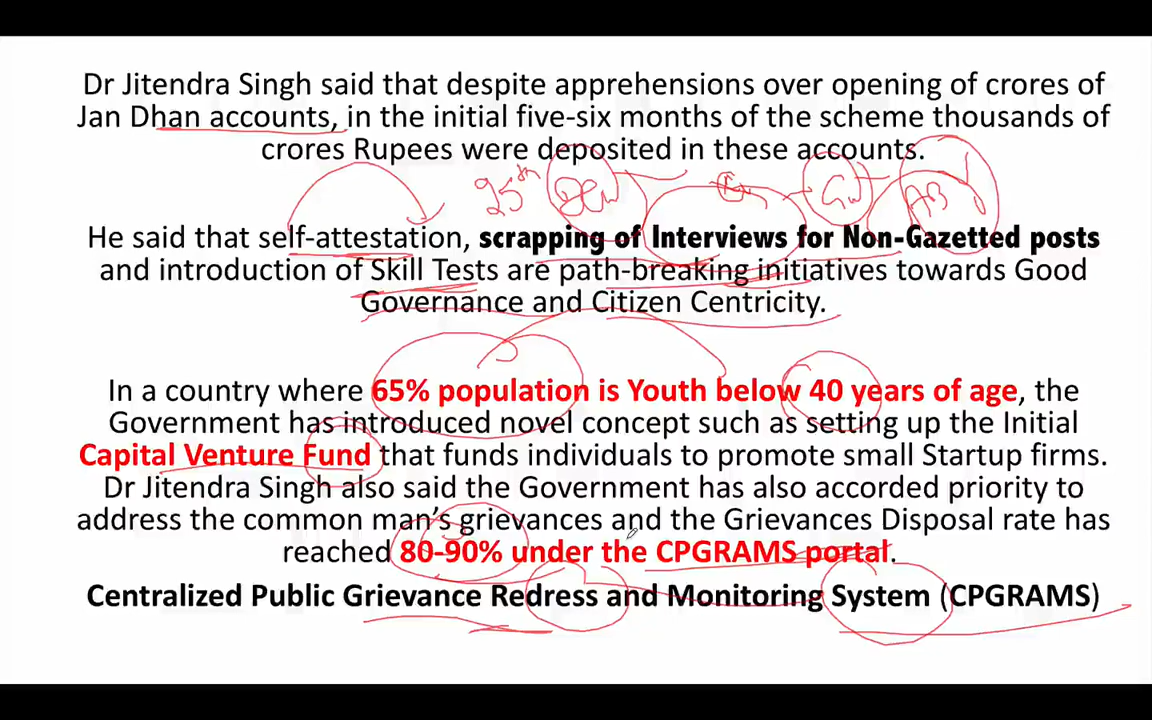 Dr Jitendra Singh said that despite apprehensions over opening of crores of
Jan Dhan accounts, in the initial five-six months of the scheme thousands of
crores Rupees were deposited in these accounts.
25th
He said that self-attestation, scrapping of Interviews for Non-Gazetted posts
and introduction of Skill Tests are path-breaking initiatives towards Good
Governance and Citizen Centricity.
In a country where 65% population is Youth below 40 years of age, the
Government has introduced novel concept such as setting up the Initial
Capital Venture Fund that funds individuals to promote small Startup firms.
Dr Jitendra Singh also said the Government has also accorded priority to
address the common man's grievances and the Grievances Disposal rate has
reached 80-90% under the CPGRAMS portal.
Centralized Public Grievance Redress and Monitoring System (CPGRAMS)